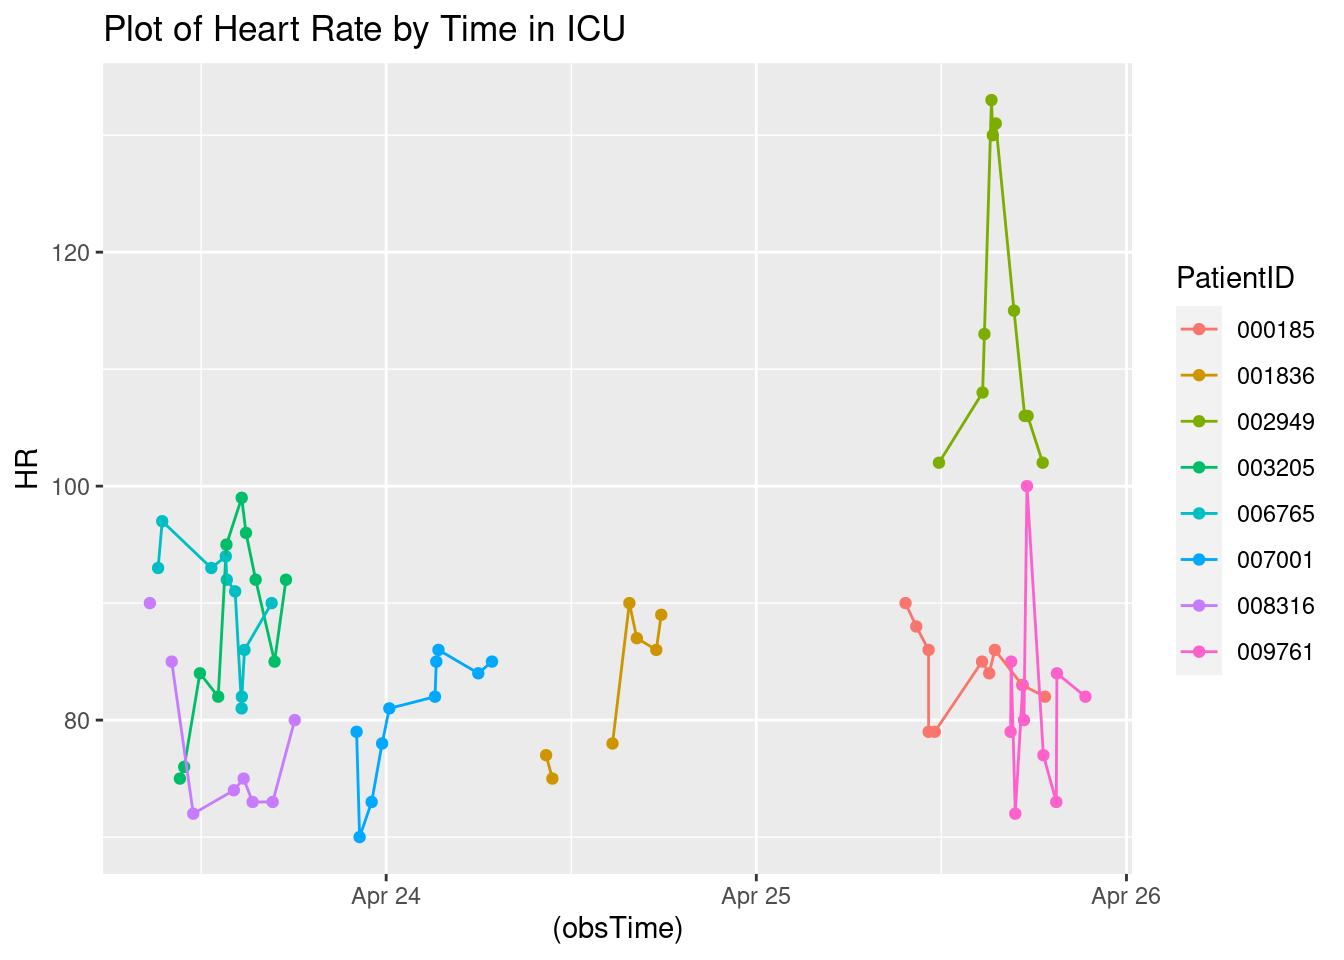 Plot of Heart Rate by Time in ICU
HR
120
100
80
Apr 24
Apr 25
Apr 26
(obsTime)
PatientID
000185
001836
002949
003205
006765
007001
008316
009761